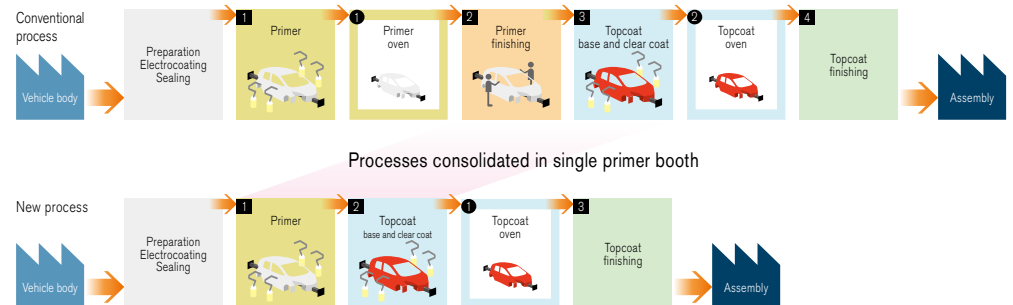 Conventional
process
Vehicle body
Preparation
Electrocoating
Sealing
1
Primer
1
Primer
oven
2
Primer
finishing
3
Topcoat
base and clear coat
2
Topcoat
oven
4
Topcoat
finishing
Assembly
Processes consolidated in single primer booth
New process
Vehicle body
Preparation
Electrocoating
Sealing
1
Primer
2
Topcoat
base and clear coat
1
Topcoat
oven
3
Topcoat
finishing
Assembly